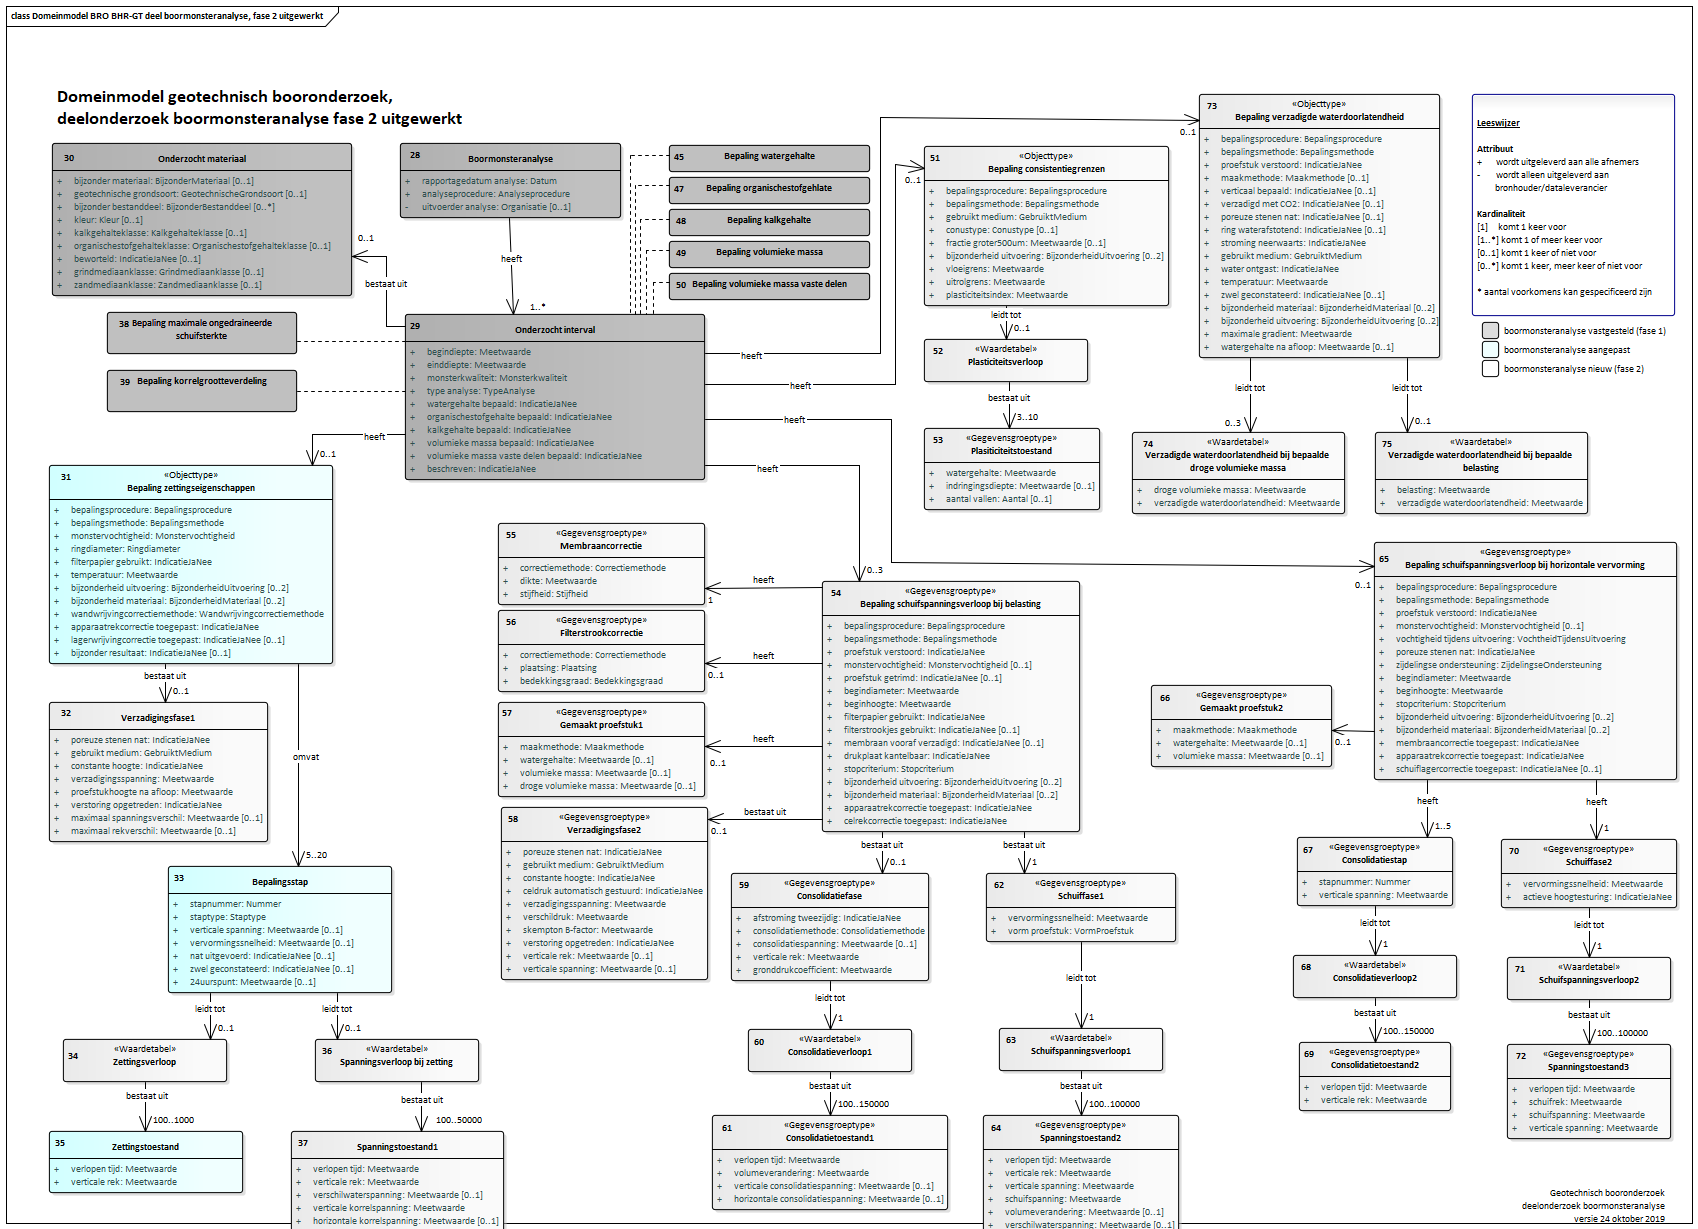 class Domeinmodel BRO BHR-GT deel boormonsteranalyse, fase 2 uitgewerkt
Domeinmodel geotechnisch booronderzoek,
deelonderzoek boormonsteranalyse fase 2 uitgewerkt
30 Onderzocht materiaal
+ bijzonder materiaal: BijzonderMateriaal [0..1]
+ geotechnische grondsoort: GeotechnischeGrondsoort [0..1]
+ bijzonder bestanddeel: BijzonderBestanddeel [0..*]
+ kleur: Kleur [0..1]
+ kalkgehalteklasse: Kalkgehalteklasse [0..1]
+ organischestofgehalteklasse: Organischestofgehalteklasse [0..1]
+ beworteld: IndicatieJaNee [0..1]
+ grindmediaanklasse: Grindmediaanklasse [0..1]
+ zandmediaanklasse: Zandmediaanklasse [0..1]
28 Boormonsteranalyse
+ rapportagedatum analyse: Datum
+ analyseprocedure: Analyseprocedure
- uitvoerder analyse: Organisatie [0..1]
heeft
1..*
0..1
bestaat uit
45 Bepaling watergehalte
47 Bepaling organischestofgehlate
48 Bepaling kalkgehalte
49 Bepaling volumieke massa
50 Bepaling volumieke massa vaste delen
38 Bepaling maximale ongedraineerde
schuifsterkte
39 Bepaling korrelgrootteverdeling
29 Onderzocht interval
+ begindiepte: Meetwaarde
+ einddiepte: Meetwaarde
+ monsterkwaliteit: Monsterkwaliteit
+ type analyse: TypeAnalyse
+ watergehalte bepaald: IndicatieJaNee
+ organischestofgehalte bepaald: IndicatieJaNee
+ kalkgehalte bepaald: IndicatieJaNee
+ volumieke massa bepaald: IndicatieJaNee
+ volumieke massa vaste delen bepaald: IndicatieJaNee
+ beschreven: IndicatieJaNee
heeft
0..1
heeft
0..1
heeft
0..1
heeft
0..1
heeft
0..3
51 «Objecttype»
Bepaling consistentiegrenzen
+ bepalingsprocedure: Bepalingsprocedure
+ bepalingsmethode: Bepalingsmethode
+ gebruikt medium: GebruiktMedium
+ conustype: Conustype [0..1]
+ fractie groter500um: Meetwaarde [0..1]
+ bijzonderheid uitvoering: BijzonderheidUitvoering [0..2]
+ vloeigrens: Meetwaarde
+ uitrolgrens: Meetwaarde
+ plasticiteitsindex: Meetwaarde
leidt tot
0..1
52 «Waardetabel»
Plasticiteitsverloop
bestaat uit
3..10
53 «Gegevensgroeptype»
Plasiticiteitstoestand
+ watergehalte: Meetwaarde
+ indringingsdiepte: Meetwaarde [0..1]
+ aantal vallen: Aantal [0..1]
73 «Objecttype»
Bepaling verzadigde waterdoorlatendheid
+ bepalingsprocedure: Bepalingsprocedure
+ bepalingsmethode: Bepalingsmethode
+ proefstuk verstoord: IndicatieJaNee
+ maakmethode: Maakmethode [0..1]
+ verticaal bepaald: IndicatieJaNee [0..1]
+ verzadigd met CO2: IndicatieJaNee [0..1]
+ poreuze stenen nat: IndicatieJaNee [0..1]
+ ring waterafstotend: IndicatieJaNee [0..1]
+ stroming neerwaarts: IndicatieJaNee
+ gebruikt medium: GebruiktMedium
+ water ontgast: IndicatieJaNee
+ temperatuur: Meetwaarde
+ zwel geconstateerd: IndicatieJaNee [0..1]
+ bijzonderheid materiaal: BijzonderheidMateriaal [0..2]
+ bijzonderheid uitvoering: BijzonderheidUitvoering [0..2]
+ maximale gradient: Meetwaarde
+ watergehalte na afloop: Meetwaarde [0..1]
leidt tot
0..3
leidt tot
0..1
74 «Waardetabel»
Verzadigde waterdoorlatendheid bij bepaalde
droge volumieke massa
+ droge volumieke massa: Meetwaarde
+ verzadigde waterdoorlatendheid: Meetwaarde
75 «Waardetabel»
Verzadigde waterdoorlatendheid bij bepaalde
belasting
+ belasting: Meetwaarde
+ verzadigde waterdoorlatendheid: Meetwaarde
Leeswijzer
Attribuut
+ wordt uitgeleverd aan alle afnemers
- wordt alleen uitgeleverd aan
bronhouder/dataleverancier
Kardinaliteit
[1] komt 1 keer voor
[1..*] komt 1 of meer keer voor
[0..1] komt 1 keer of niet voor
[0..*] komt 1 keer, meer keer of niet voor
* aantal voorkomens kan gespecificeerd zijn
boormonsteranalyse vastgesteld (fase 1)
boormonsteranalyse aangepast
boormonsteranalyse nieuw (fase 2)
31 «Objecttype»
Bepaling zettingseigenschappen
+ bepalingsprocedure: Bepalingsprocedure
+ bepalingsmethode: Bepalingsmethode
+ monstervochtigheid: Monstervochtigheid
+ ringdiameter: Ringdiameter
+ filterpapier gebruikt: IndicatieJaNee
+ temperatuur: Meetwaarde
+ bijzonderheid uitvoering: BijzonderheidUitvoering [0..2]
+ bijzonderheid materiaal: BijzonderheidMateriaal [0..2]
+ wandwrijvingcorrectiemethode: Wandwrijvingcorrectiemethode
+ apparaatrekcorrectie toegepast: IndicatieJaNee
+ lagerwrijvingcorrectie toegepast: IndicatieJaNee [0..1]
+ bijzonder resultaat: IndicatieJaNee [0..1]
bestaat uit
0..1
omvat
5..20
32 Verzadigingsfase1
+ poreuze stenen nat: IndicatieJaNee
+ gebruikt medium: GebruiktMedium
+ constante hoogte: IndicatieJaNee
+ verzadigingsspanning: Meetwaarde
+ proefstukhoogte na afloop: Meetwaarde
+ verstoring opgetreden: IndicatieJaNee
+ maximaal spanningsverschil: Meetwaarde [0..1]
+ maximaal rekverschil: Meetwaarde [0..1]
33 Bepalingsstap
+ stapnummer: Nummer
+ staptype: Staptype
+ verticale spanning: Meetwaarde [0..1]
+ vervormingssnelheid: Meetwaarde [0..1]
+ nat uitgevoerd: IndicatieJaNee [0..1]
+ zwel geconstateerd: IndicatieJaNee [0..1]
+ 24uurspunt: Meetwaarde [0..1]
leidt tot
0..1
leidt tot
0..1
34 «Waardetabel»
Zettingsverloop
36 «Waardetabel»
Spanningsverloop bij zetting
bestaat uit
100..1000
bestaat uit
100..50000
35 Zettingstoestand
+ verlopen tijd: Meetwaarde
+ verticale rek: Meetwaarde
37 Spanningstoestand1
+ verlopen tijd: Meetwaarde
+ verticale rek: Meetwaarde
+ verschilwaterspanning: Meetwaarde [0..1]
+ verticale korrelspanning: Meetwaarde
+ horizontale korrelspanning: Meetwaarde [0..1]
55 «Gegevensgroeptype»
Membraancorrectie
+ correctiemethode: Correctiemethode
+ dikte: Meetwaarde
+ stijfheid: Stijfheid
heeft
1
56 «Gegevensgroeptype»
Filterstrookcorrectie
+ correctiemethode: Correctiemethode
+ plaatsing: Plaatsing
+ bedekkingsgraad: Bedekkingsgraad
heeft
0..1
57 «Gegevensgroeptype»
Gemaakt proefstuk1
+ maakmethode: Maakmethode
+ watergehalte: Meetwaarde [0..1]
+ volumieke massa: Meetwaarde [0..1]
+ droge volumieke massa: Meetwaarde [0..1]
heeft
0..1
58 «Gegevensgroeptype»
Verzadigingsfase2
+ poreuze stenen nat: IndicatieJaNee
+ gebruikt medium: GebruiktMedium
+ constante hoogte: IndicatieJaNee
+ celdruk automatisch gestuurd: IndicatieJaNee
+ verzadigingsspanning: Meetwaarde
+ verschildruk: Meetwaarde
+ skempton B-factor: Meetwaarde
+ verstoring opgetreden: IndicatieJaNee
+ verticale rek: Meetwaarde [0..1]
+ verticale spanning: Meetwaarde [0..1]
bestaat uit
0..1
54 «Gegevensgroeptype»
Bepaling schuifspanningsverloop bij belasting
+ bepalingsprocedure: Bepalingsprocedure
+ bepalingsmethode: Bepalingsmethode
+ proefstuk verstoord: IndicatieJaNee
+ monstervochtigheid: Monstervochtigheid [0..1]
+ proefstuk getrimd: IndicatieJaNee [0..1]
+ begindiameter: Meetwaarde
+ beginhoogte: Meetwaarde
+ filterpapier gebruikt: IndicatieJaNee
+ filterstrookjes gebruikt: IndicatieJaNee [0..1]
+ membraan vooraf verzadigd: IndicatieJaNee [0..1]
+ drukplaat kantelbaar: IndicatieJaNee
+ stopcriterium: Stopcriterium
+ bijzonderheid uitvoering: BijzonderheidUitvoering [0..2]
+ bijzonderheid materiaal: BijzonderheidMateriaal [0..2]
+ apparaatrekcorrectie toegepast: IndicatieJaNee
+ celrekcorrectie toegepast: IndicatieJaNee
bestaat uit
0..1
bestaat uit
1
59 «Gegevensgroeptype»
Consolidatiefase
+ afstroming tweezijdig: IndicatieJaNee
+ consolidatiemethode: Consolidatiemethode
+ consolidatiespanning: Meetwaarde [0..1]
+ verticale rek: Meetwaarde
+ gronddrukcoefficient: Meetwaarde
leidt tot
1
60 «Waardetabel»
Consolidatieverloop1
bestaat uit
100..150000
61 «Gegevensgroeptype»
Consolidatietoestand1
+ verlopen tijd: Meetwaarde
+ volumeverandering: Meetwaarde
+ verticale consolidatiespanning: Meetwaarde [0..1]
+ horizontale consolidatiespanning: Meetwaarde [0..1]
62 «Gegevensgroeptype»
Schuiffase1
+ vervormingssnelheid: Meetwaarde
+ vorm proefstuk: VormProefstuk
leidt tot
1
63 «Waardetabel»
Schuifspanningsverloop1
bestaat uit
100..100000
64 «Gegevensgroeptype»
Spanningstoestand2
+ verlopen tijd: Meetwaarde
+ verticale rek: Meetwaarde
+ verticale spanning: Meetwaarde
+ schuifspanning: Meetwaarde
+ volumeverandering: Meetwaarde [0..1]
+ verschilwaterspanning: Meetwaarde [0..1]
65 «Gegevensgroeptype»
Bepaling schuifspanningsverloop bij horizontale vervorming
+ bepalingsprocedure: Bepalingsprocedure
+ bepalingsmethode: Bepalingsmethode
+ proefstuk verstoord: IndicatieJaNee
+ monstervochtigheid: Monstervochtigheid [0..1]
+ vochtigheid tijdens uitvoering: VochtheidTijdensUitvoering
+ poreuze stenen nat: IndicatieJaNee
+ zijdelingse ondersteuning: ZijdelingseOndersteuning
+ begindiameter: Meetwaarde
+ beginhoogte: Meetwaarde
+ stopcriterium: Stopcriterium
+ bijzonderheid uitvoering: BijzonderheidUitvoering [0..2]
+ bijzonderheid materiaal: BijzonderheidMateriaal [0..2]
+ membraancorrectie toegepast: IndicatieJaNee
+ apparaatrekcorrectie toegepast: IndicatieJaNee
+ schuiflagercorrectie toegepast: IndicatieJaNee [0..1]
66 «Gegevensgroeptype»
Gemaakt proefstuk2
+ maakmethode: Maakmethode
+ watergehalte: Meetwaarde [0..1]
+ volumieke massa: Meetwaarde [0..1]
0..1
heeft
1..5
heeft
1
67 «Gegevensgroeptype»
Consolidatiestap
+ stapnummer: Nummer
+ verticale spanning: Meetwaarde
leidt tot
1
68 «Waardetabel»
Consolidatieverloop2
bestaat uit
100..150000
69 «Gegevensgroeptype»
Consolidatietoestand2
+ verlopen tijd: Meetwaarde
+ verticale rek: Meetwaarde
70 «Gegevensgroeptype»
Schuiffase2
+ vervormingssnelheid: Meetwaarde
+ actieve hoogtesturing: IndicatieJaNee
leidt tot
1
71 «Waardetabel»
Schuifspanningsverloop2
bestaat uit
100..100000
72 «Gegevensgroeptype»
Spanningstoestand3
+ verlopen tijd: Meetwaarde
+ schuifrek: Meetwaarde
+ schuifspanning: Meetwaarde
+ verticale spanning: Meetwaarde
Geotechnisch booronderzoek
deelonderzoek boormonsteranalyse
versie 24 oktober 2019